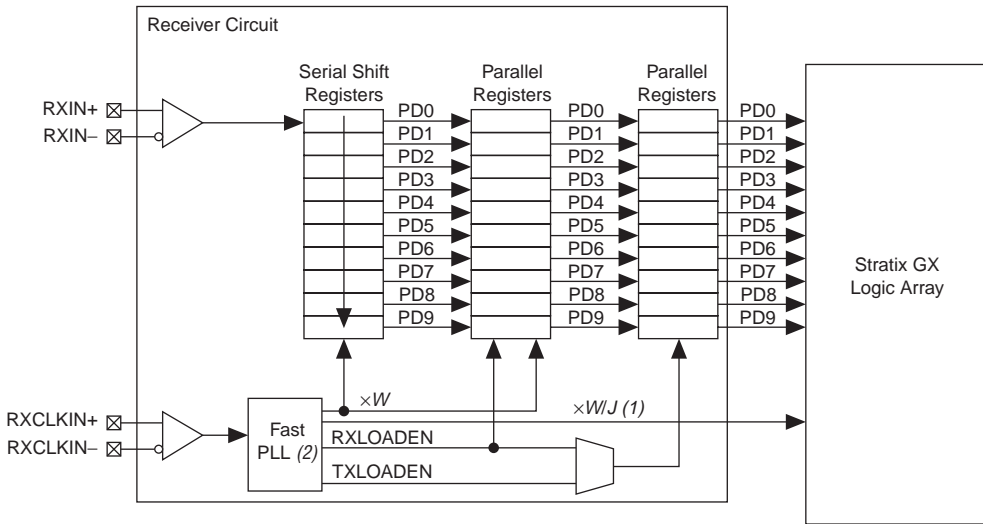 Receiver Circuit
Serial Shift
Registers
Parallel
Registers
Parallel
Registers
RXIN+
RXIN–
PD0 PD0 PD0
PD1 PD1 PD1
PD2 PD2 PD2
PD3 PD3 PD3
PD4 PD4 PD4
PD5 PD5 PD5
PD6 PD6 PD6
PD7 PD7 PD7
PD8 PD8 PD8
PD9 PD9 PD9
Stratix GX
Logic Array
×W
×W/J (1)
RXCLKIN+
RXCLKIN–
Fast
PLL (2)
RXLOADEN
TXLOADEN